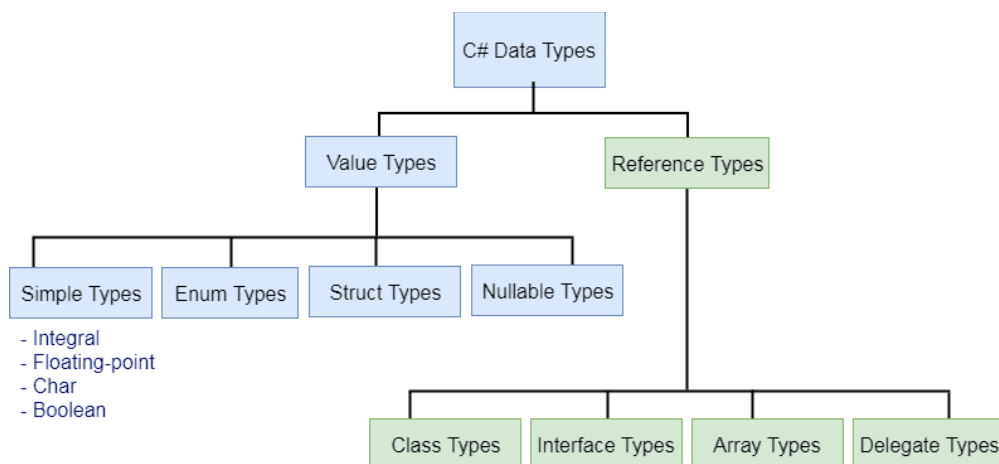 C# Data Types
Value Types
Reference Types
Simple Types
Enum Types
Struct Types
Nullable Types
- Integral
- Floating-point
- Char
- Boolean
Class Types
Interface Types
Array Types
Delegate Types